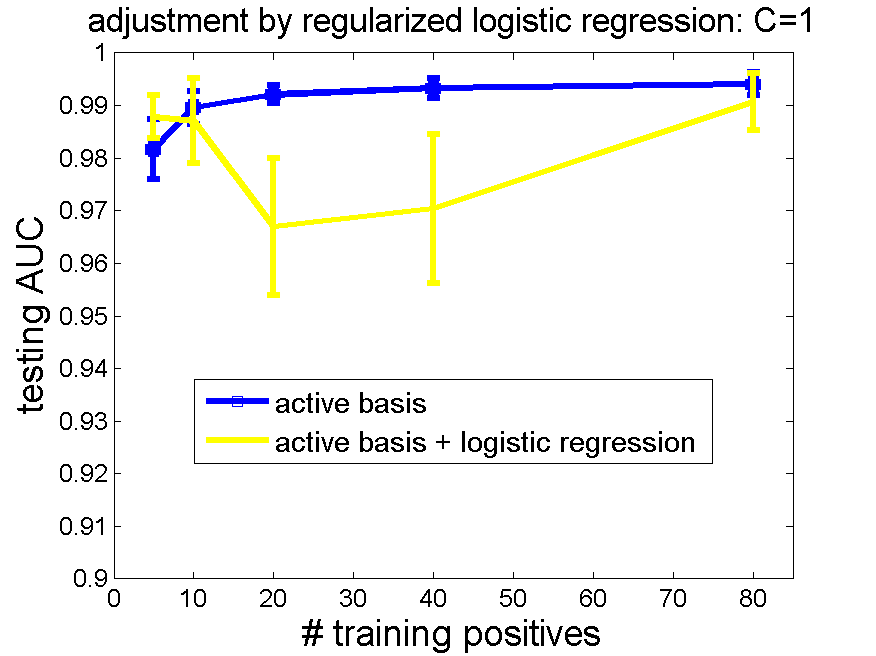 adjustment by regularized logistic regression: C=1
1
0.99
0.98
0.97
0.96
0.95
0.94
0.93
0.92
0.91
0.9
testing AUC
active basis
active basis + logistic regression
0 10 20 30 40 50 60 70 80
# training positives